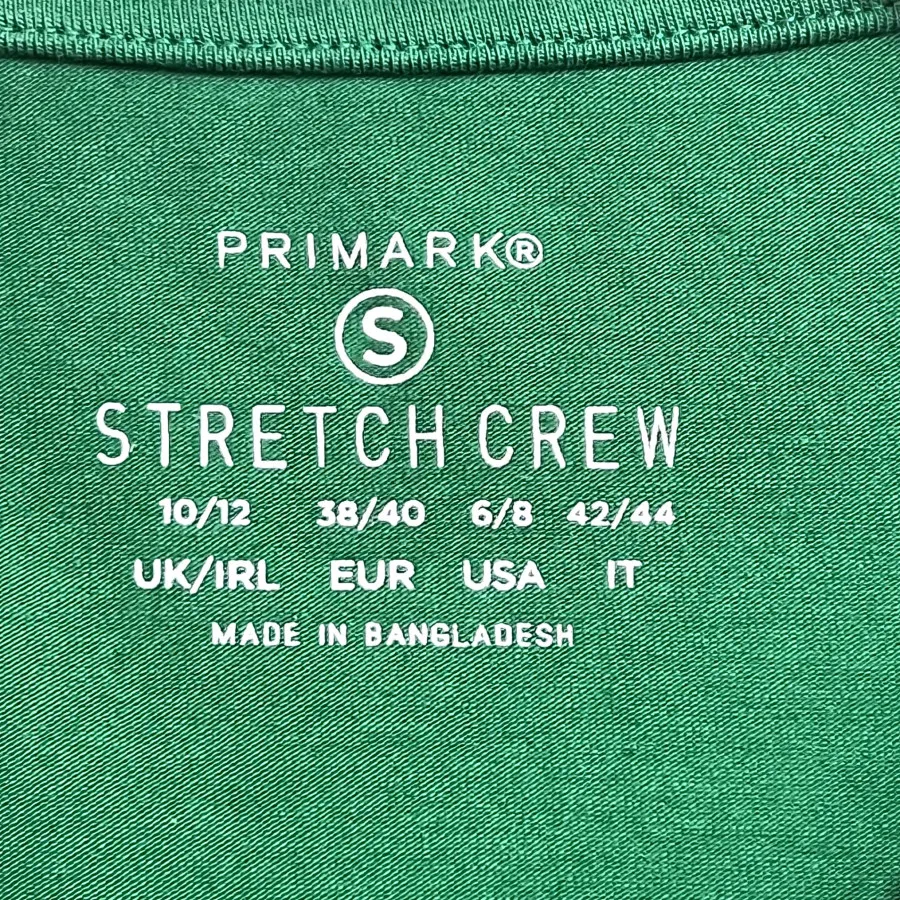 PRIMARK®
S
STRETCH CREW
10/12 38/40 6/8 42/44
UK/IRL EUR USA IT
MADE IN BANGLADESH